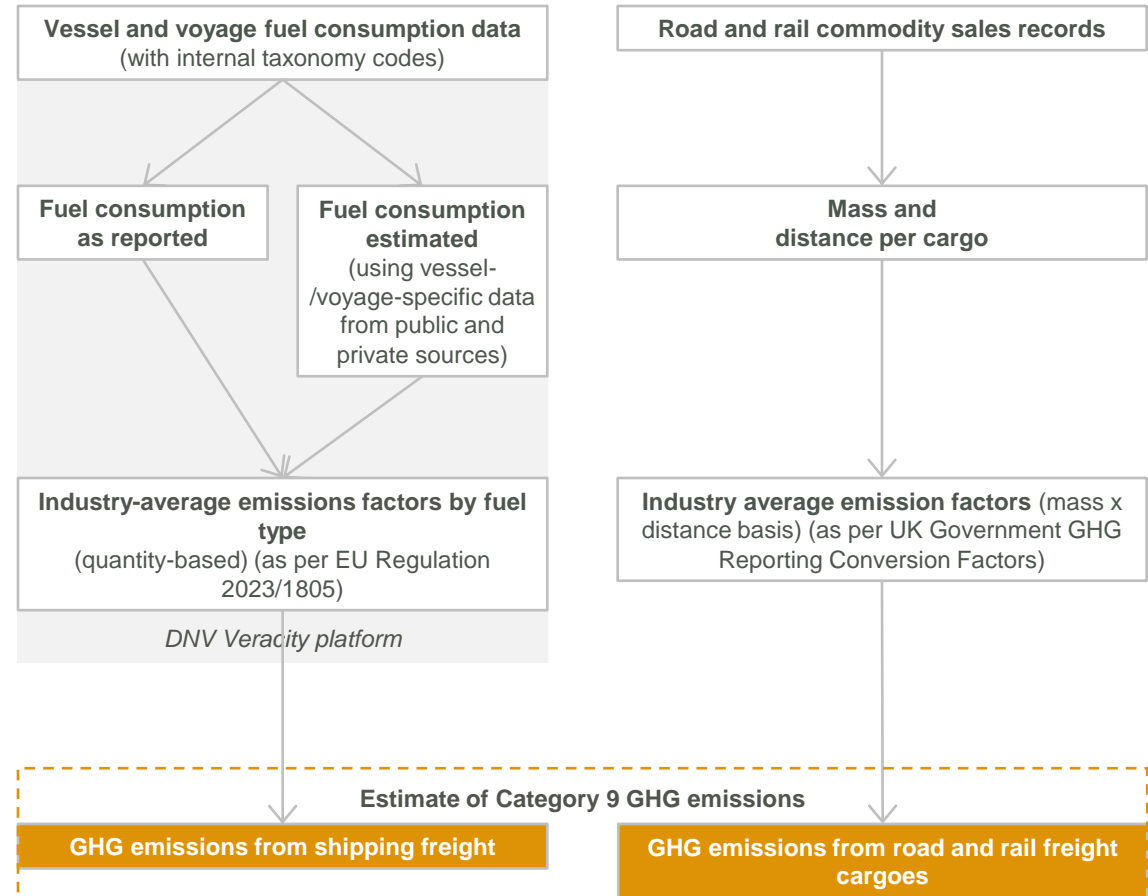 Vessel and voyage fuel consumption data
(with internal taxonomy codes)
Road and rail commodity sales records
Fuel consumption
as reported
Fuel consumption
estimated
(using vessel-
/voyage-specific data
from public and
private sources)
Mass and
distance per cargo
Industry-average emissions factors by fuel
type
(quantity-based) (as per EU Regulation
2023/1805)
Industry average emission factors (mass x
distance basis) (as per UK Government GHG
Reporting Conversion Factors)
DNV Veracity platform
Estimate of Category 9 GHG emissions
GHG emissions from shipping freight
GHG emissions from road and rail freight
cargoes